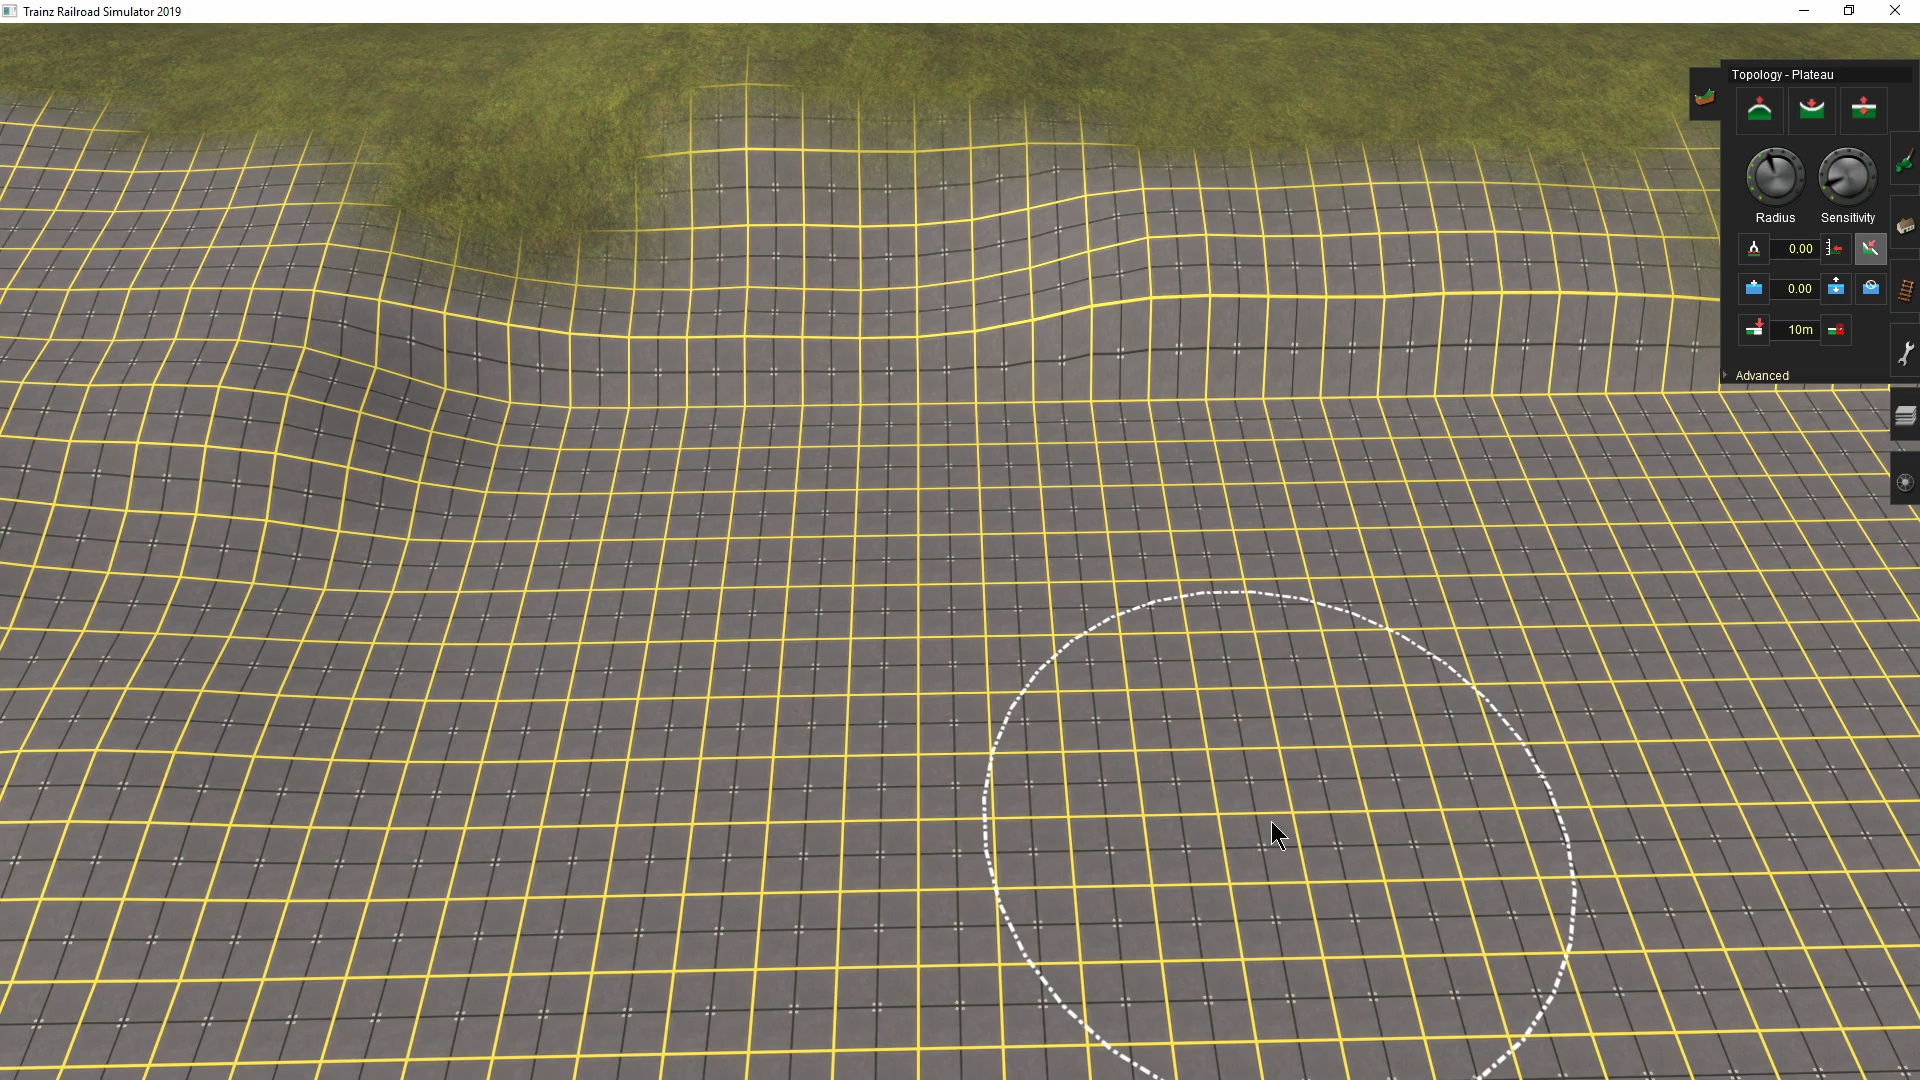 Trainz Railroad Simulator 2019
Topology - Plateau
Radius
Sensitivity
0.00
0.00
10m
Advanced